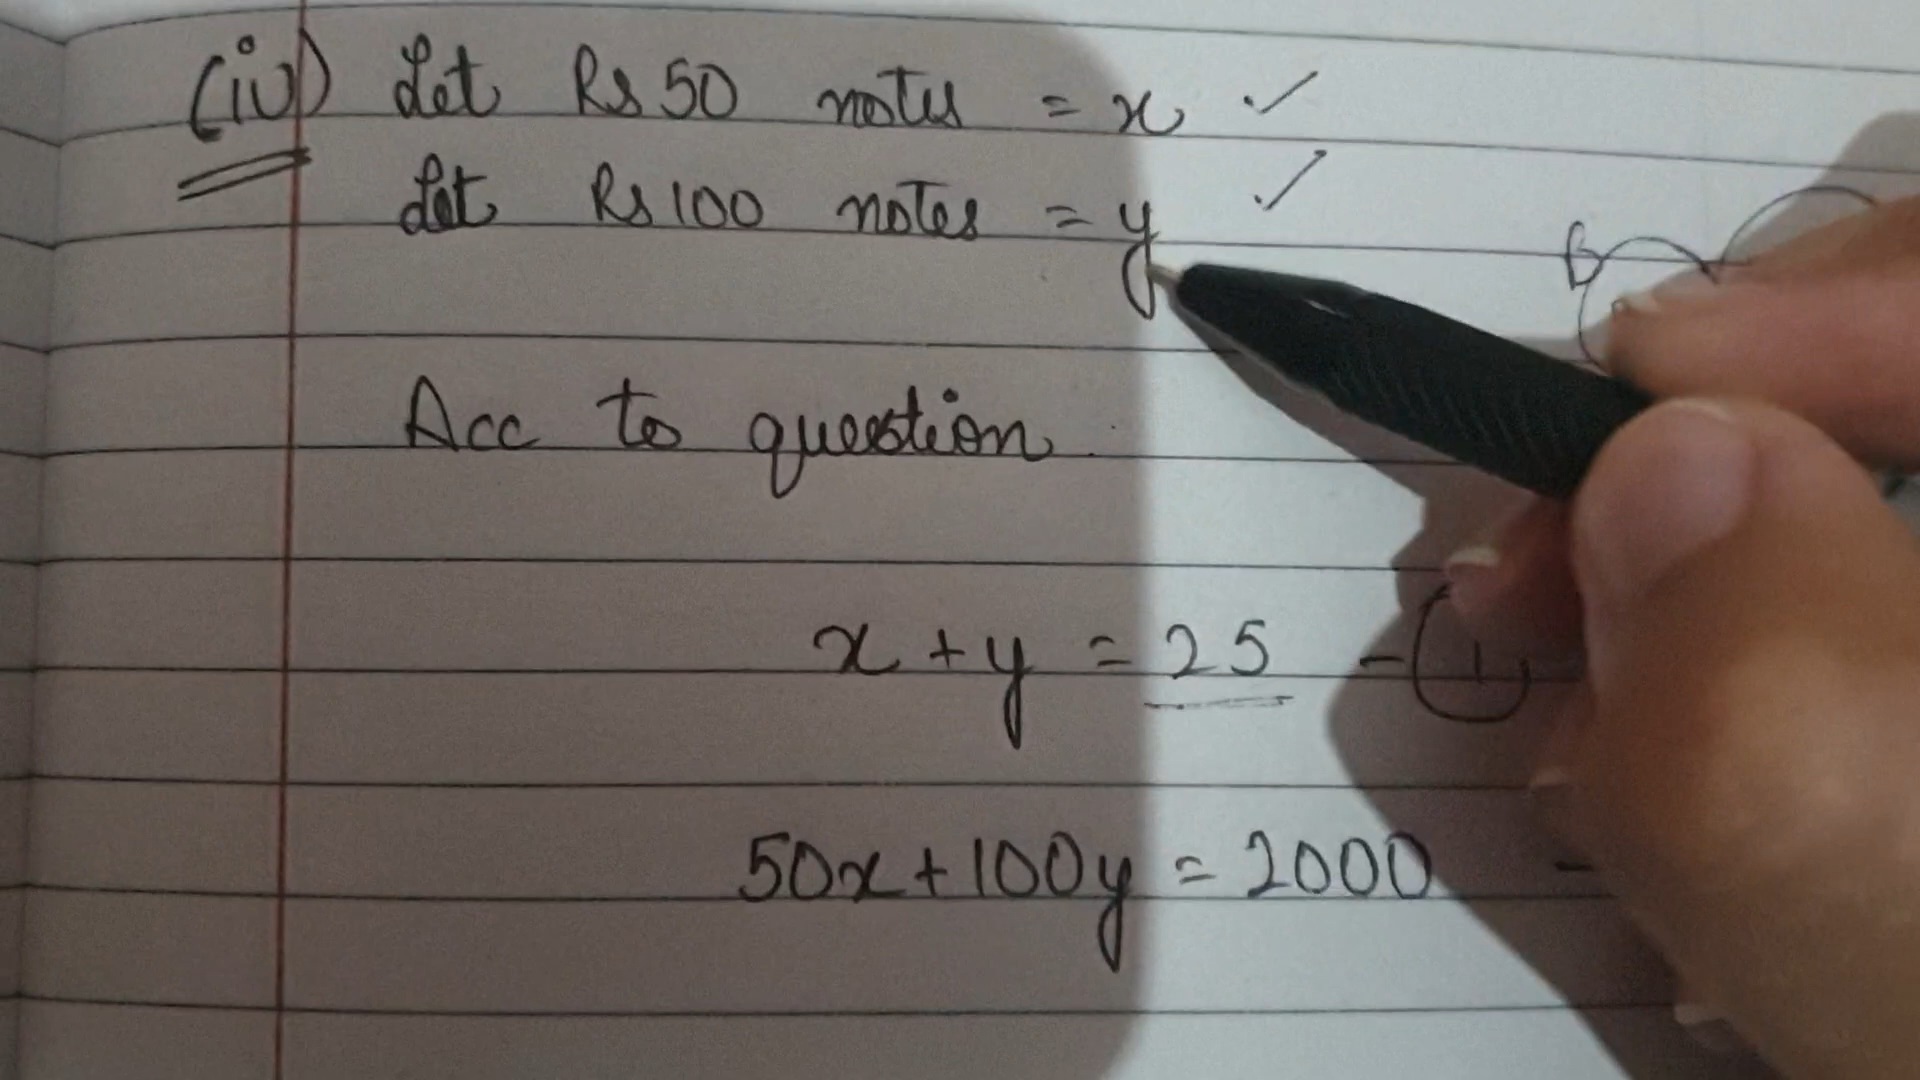 (iv) Let Rs 50 notes = x ✓
Let Rs 100 notes = y ✓
Acc to question
x + y = 25 - 1
50x + 100y = 2000 -
B